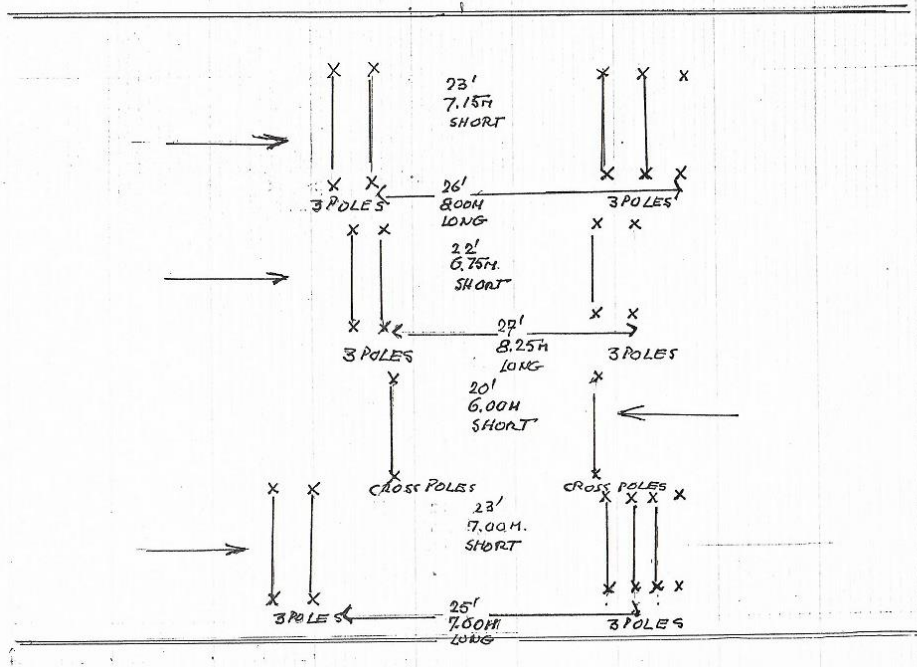 23'
7.15M
SHORT
3 POLES
26'
8.00M
LONG
3 POLES
22'
6.75M.
SHORT
3 POLES
27'
8.25M
LONG
3 POLES
20'
6.00M
SHORT
CROSS POLES
CROSS POLES
23'
7.00M.
SHORT
3 POLES
25'
7.60M
LONG
3 POLES